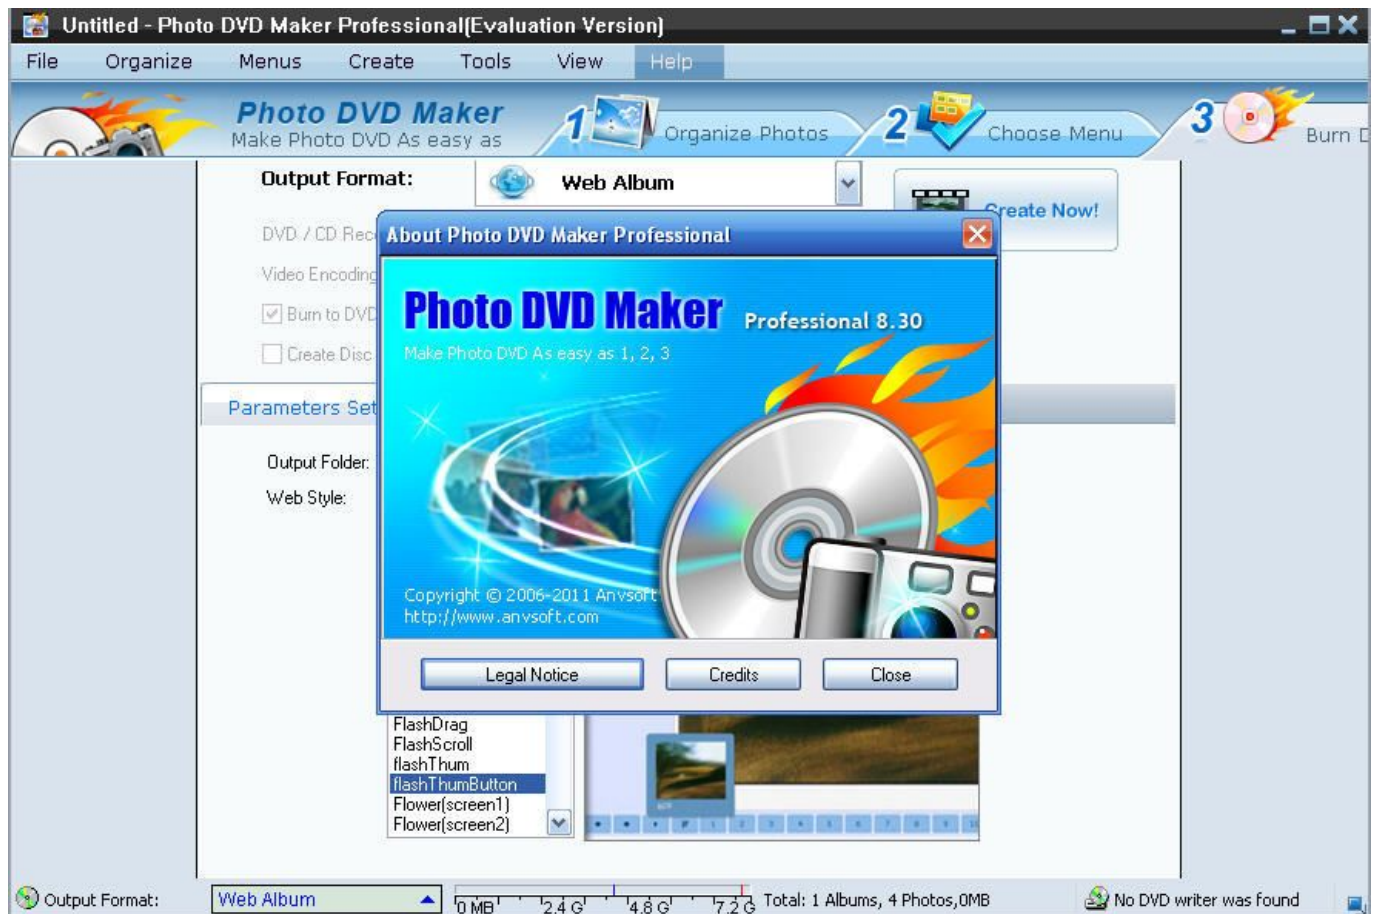 Untitled - Photo DVD Maker Professional(Evaluation Version)
File Organize Menus Create Tools View Help
Photo DVD Maker
Make Photo DVD As easy as
1 Organize Photos
2 Choose Menu
3 Burn D
Output Format: Web Album
Create Now!
DVD / CD Rec
Video Encoding
Burn to DVD
Create Disc
Parameters Set
Output Folder:
Web Style:
About Photo DVD Maker Professional
Photo DVD Maker Professional 8.30
Make Photo DVD As easy as 1, 2, 3
Copyright © 2006-2011 Anvsoft
http://www.anvsoft.com
Legal Notice Credits Close
FlashDrag
FlashScroll
flashThum
flashThumButton
Flower(screen1)
Flower(screen2)
Output Format: Web Album 0 MB 2.4 G 4.8 G 7.2 G Total: 1 Albums, 4 Photos,0MB No DVD writer was found